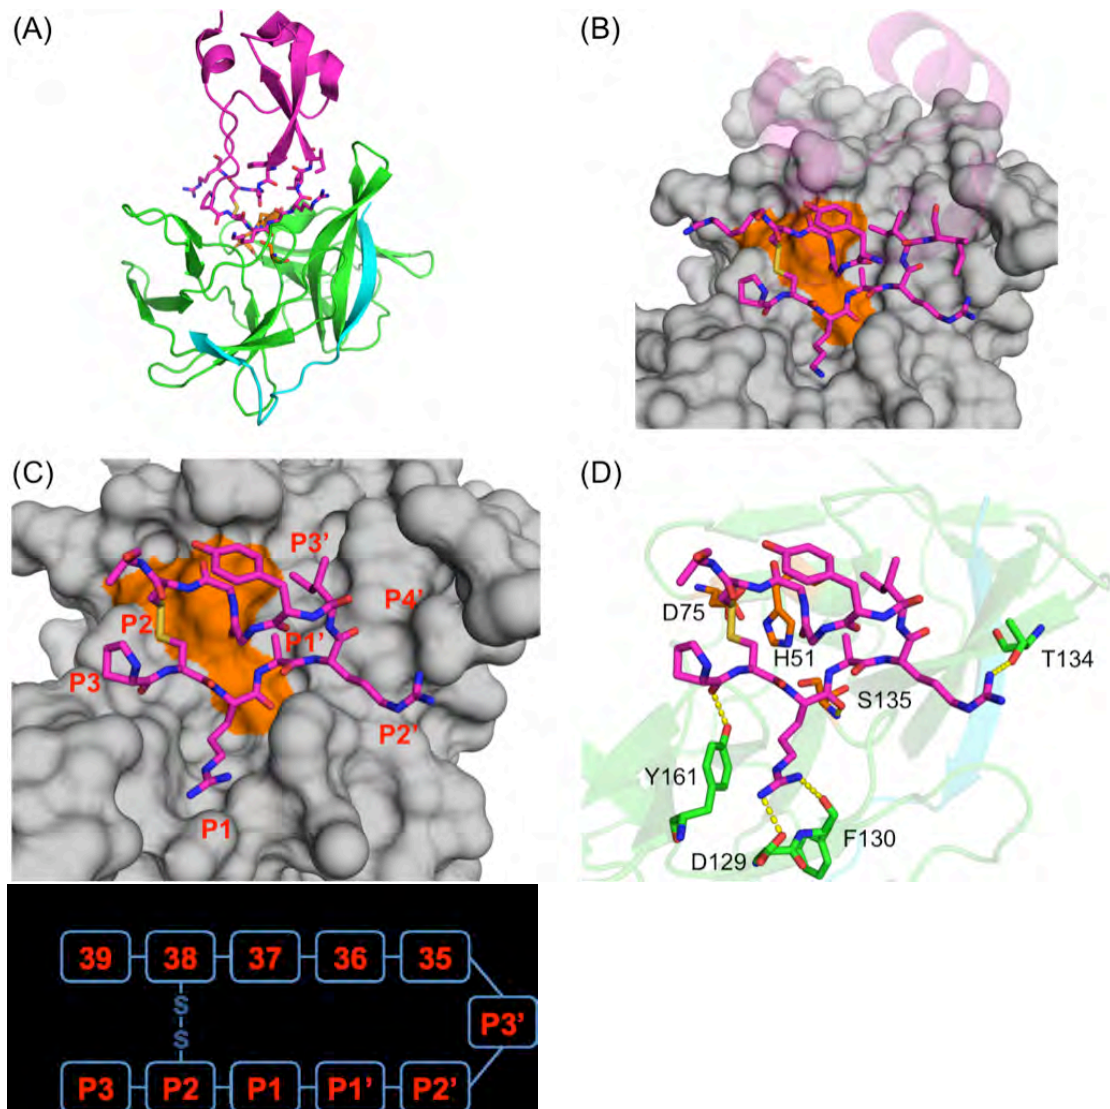 (A)
(B)
(C)
P3'
P4'
P2
P1'
P3
P2'
P1
(D)
D75
H51
T134
S135
Y161
F130
D129
39 38 37 36 35
S
S
P3'
P3 P2 P1 P1' P2'